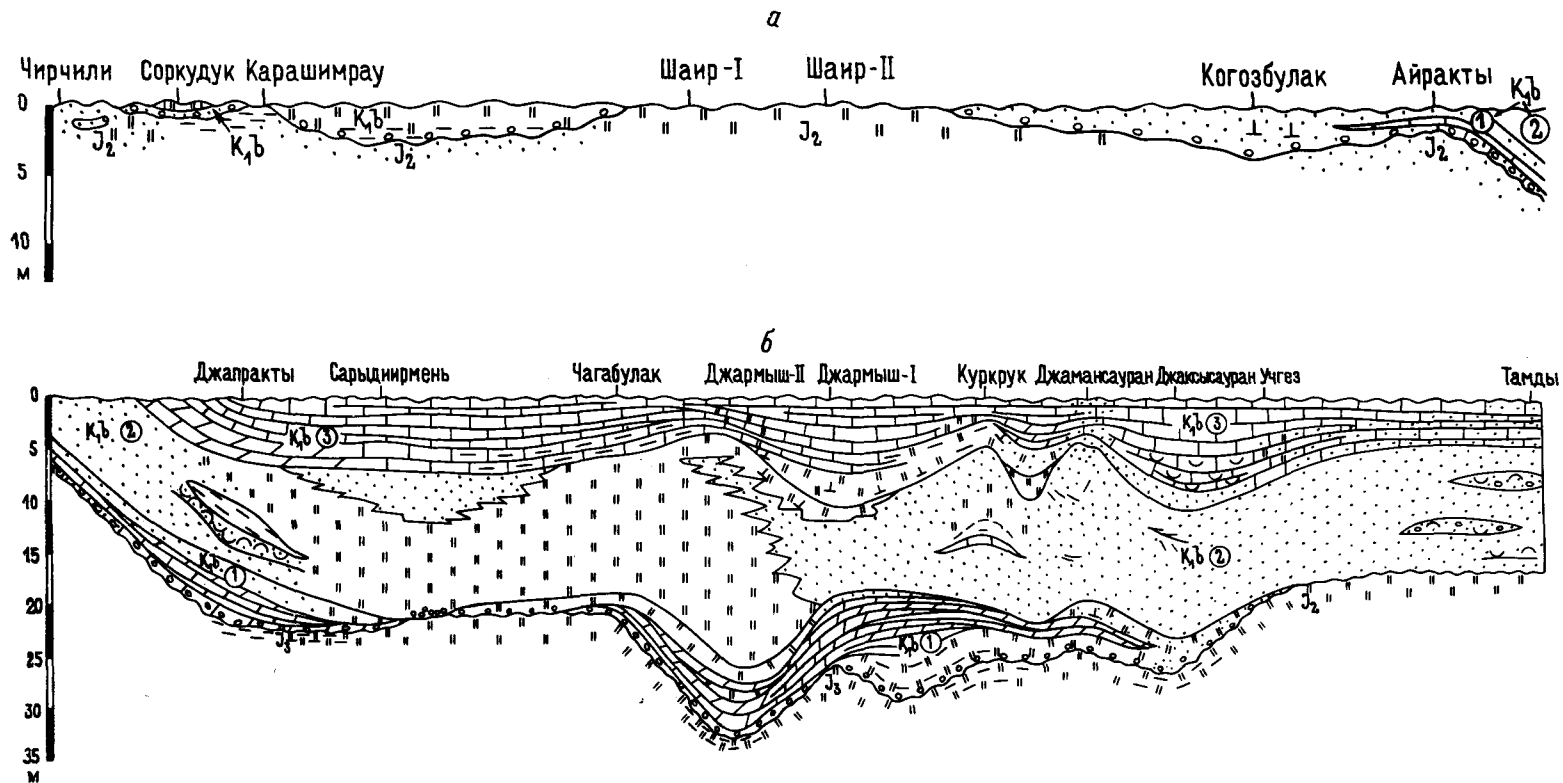 а
Чирчили Соркудук Карашимрау Шаир-I Шаир-II Когозбулак Айракты K₁b
0
5
10
м
J₂ K₁b K₁b J₂ J₂ J₂ 1 2
б
Джапракты Сарыдиирмень Чагабулак Джармыш-II Джармыш-I Куркрук Джамансауран Джаксысауран Учгез Тамды
0
5
10
15
20
25
30
35
м
K₁b 2 K₁b 3 K₁b 3
K₁b 1 K₁b 2
J₃ K₁b 1 J₃ J₂